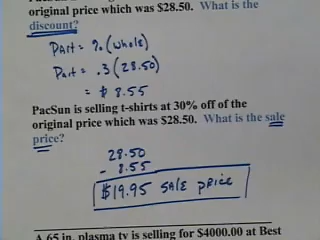 original price which was $28.50. What is the
discount?
Part = % (whole)
Part = .3 (28.50)
= $ 8.55
PacSun is selling t-shirts at 30% off of the
original price which was $28.50. What is the sale
price?
28.50
- 8.55
$19.95 sale price
A 65 in. plasma tv is selling for $4000.00 at Best